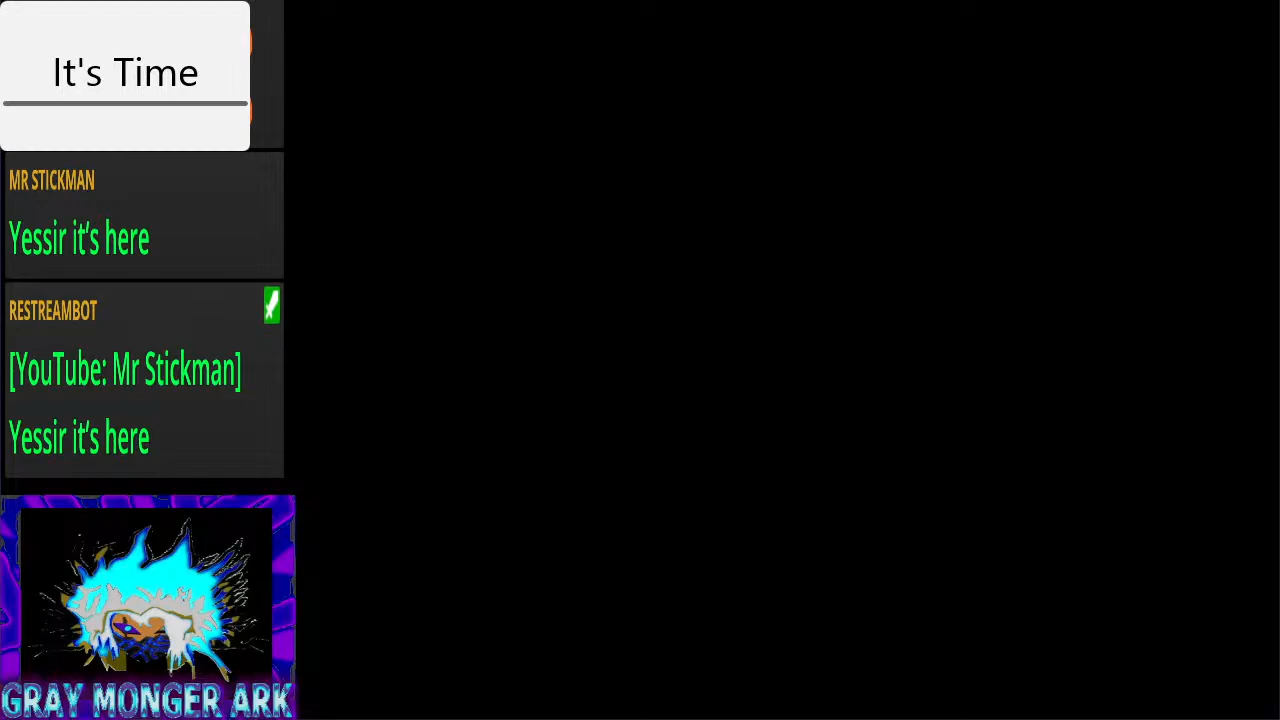 It's Time
MR STICKMAN
Yessir it's here
RESTREAMBOT
[YouTube: Mr Stickman]
Yessir it's here
GRAY MONGER ARK